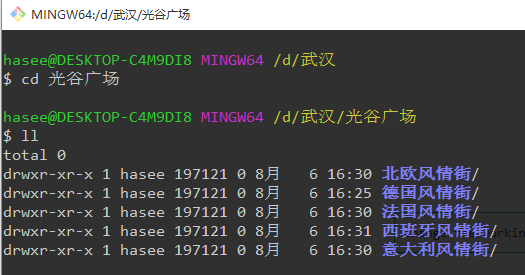 MINGW64:/d/武汉/光谷广场
hasee@DESKTOP-C4M9DI8 MINGW64 /d/武汉
$ cd 光谷广场
hasee@DESKTOP-C4M9DI8 MINGW64 /d/武汉/光谷广场
$ ll
total 0
drwxr-xr-x 1 hasee 197121 0 8月   6 16:30 北欧风情街/
drwxr-xr-x 1 hasee 197121 0 8月   6 16:25 德国风情街/
drwxr-xr-x 1 hasee 197121 0 8月   6 16:30 法国风情街/
drwxr-xr-x 1 hasee 197121 0 8月   6 16:31 西班牙风情街/
drwxr-xr-x 1 hasee 197121 0 8月   6 16:30 意大利风情街/